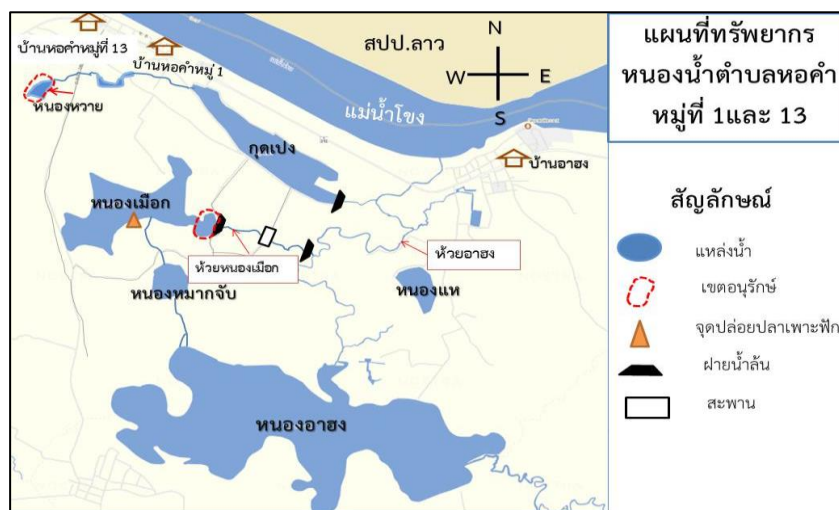 แผนที่ทรัพยากร
หนองน้ำตำบลหอคำ
หมู่ที่ 1และ 13
สปป.ลาว
N
W
E
S
บ้านหอคำหมู่ที่ 13
บ้านหอคำหมู่ 1
แม่น้ำโขง
หนองหวาย
กุดเปง
บ้านอาฮง
หนองเมือก
ห้วยหนองเมือก
ห้วยอาฮง
หนองหมากจับ
หนองแห
หนองอาฮง
สัญลักษณ์
แหล่งน้ำ
เขตอนุรักษ์
จุดปล่อยปลาเพาะฟัก
ฝายน้ำล้น
สะพาน